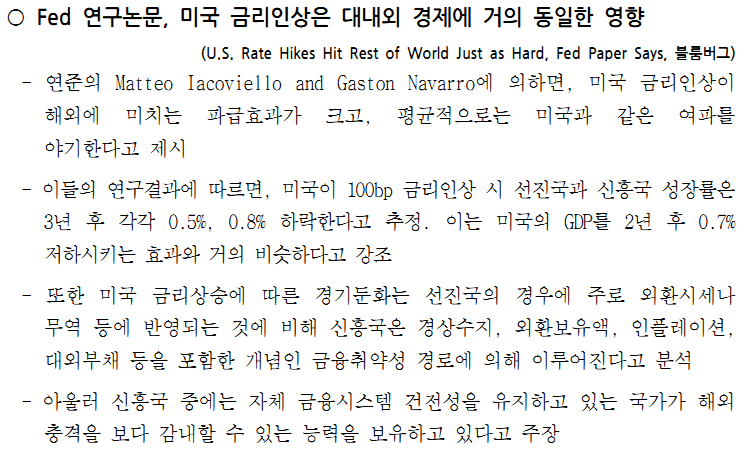 ○ Fed 연구논문, 미국 금리인상은 대내외 경제에 거의 동일한 영향
(U.S. Rate Hikes Hit Rest of World Just as Hard, Fed Paper Says, 블룸버그)
- 연준의 Matteo Iacoviello and Gaston Navarro에 의하면, 미국 금리인상이
해외에 미치는 파급효과가 크고, 평균적으로는 미국과 같은 여파를
야기한다고 제시
- 이들의 연구결과에 따르면, 미국이 100bp 금리인상 시 선진국과 신흥국 성장률은
3년 후 각각 0.5%, 0.8% 하락한다고 추정. 이는 미국의 GDP를 2년 후 0.7%
저하시키는 효과와 거의 비슷하다고 강조
- 또한 미국 금리상승에 따른 경기둔화는 선진국의 경우에 주로 외환시세나
무역 등에 반영되는 것에 비해 신흥국은 경상수지, 외환보유액, 인플레이션,
대외부채 등을 포함한 개념인 금융취약성 경로에 의해 이루어진다고 분석
- 아울러 신흥국 중에는 자체 금융시스템 건전성을 유지하고 있는 국가가 해외
충격을 보다 감내할 수 있는 능력을 보유하고 있다고 주장